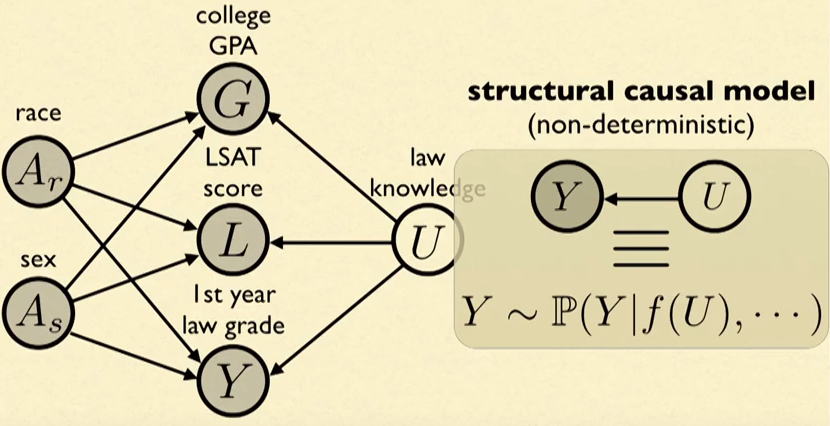 college
GPA
G
race
A_r
LSAT
score
L
law
knowledge
U
sex
A_s
1st year
law grade
Y
structural causal model
(non-deterministic)
Y
U
Y ~ ℙ(Y|f(U), ···)